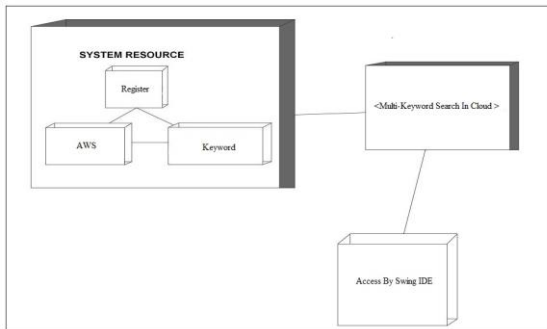 SYSTEM RESOURCE
Register
AWS
Keyword
<Multi-Keyword Search In Cloud >
Access By Swing IDE